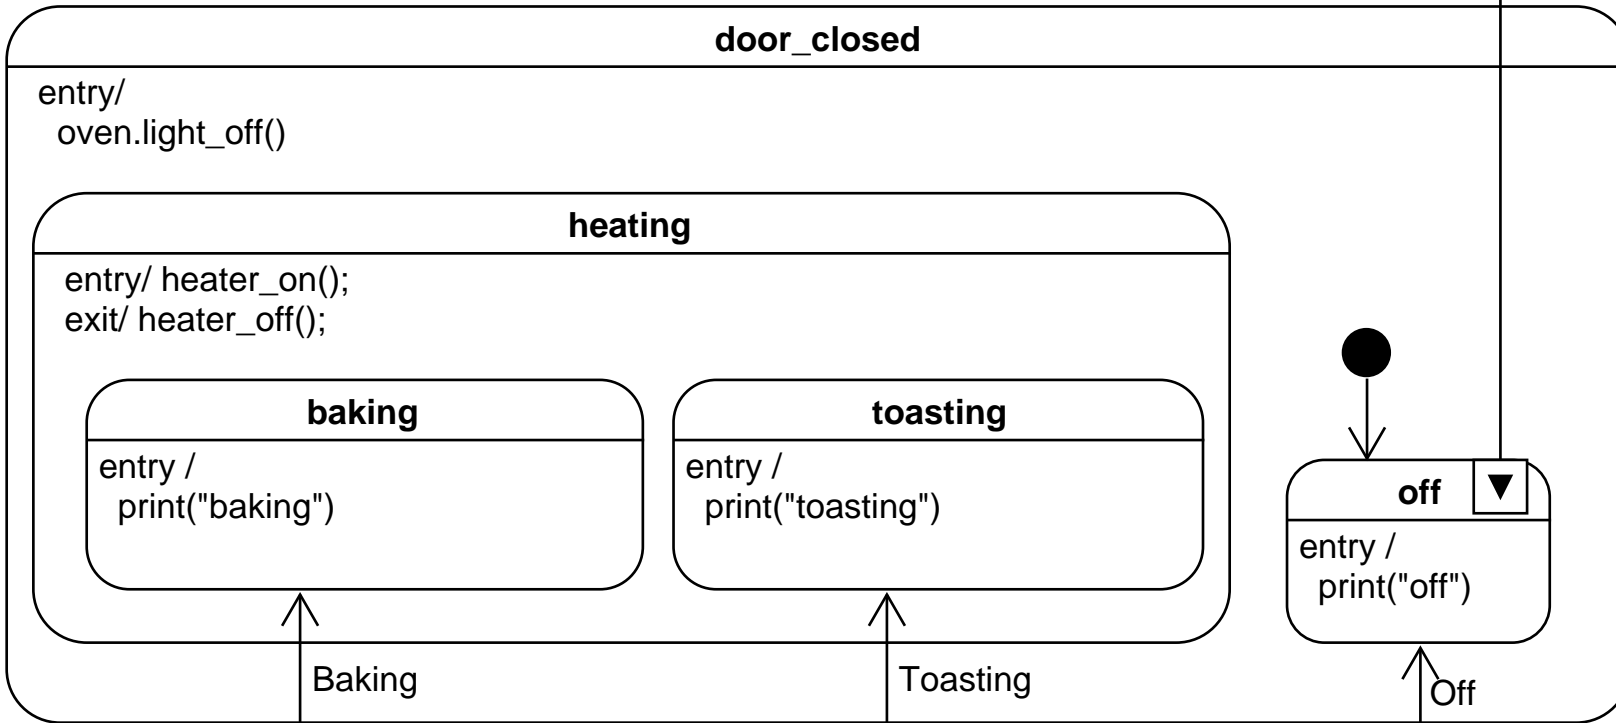 door_closed
entry/
oven.light_off()
heating
entry/ heater_on();
exit/ heater_off();
baking
entry /
print("baking")
toasting
entry /
print("toasting")
off
entry /
print("off")
Baking
Toasting
Off